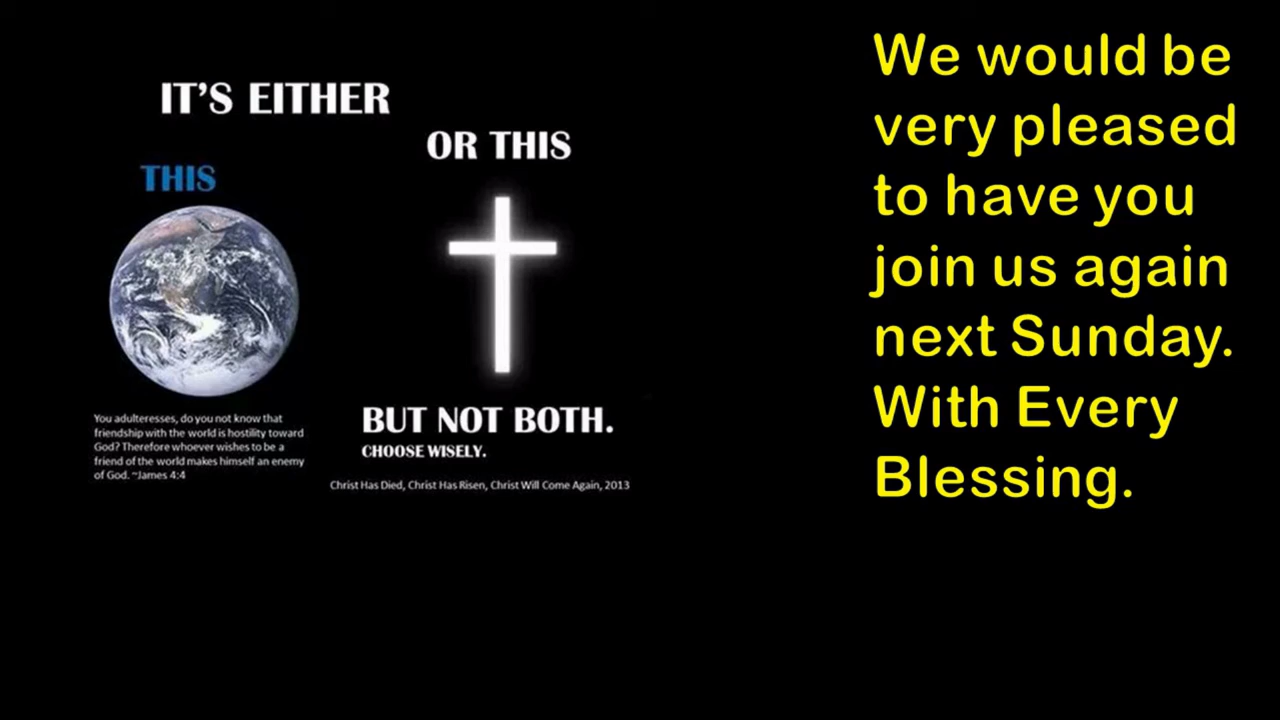 IT'S EITHER
OR THIS
THIS
You adulteresses, do you not know that
friendship with the world is hostility toward
God? Therefore whoever wishes to be a
friend of the world makes himself an enemy
of God. ~James 4:4
BUT NOT BOTH.
CHOOSE WISELY.
Christ Has Died, Christ Has Risen, Christ Will Come Again, 2013
We would be
very pleased
to have you
join us again
next Sunday.
With Every
Blessing.